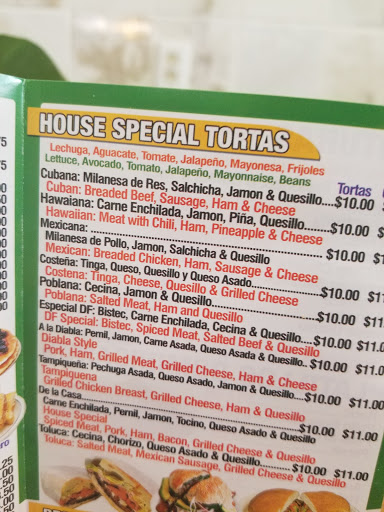 HOUSE SPECIAL TORTAS
Lechuga, Aguacate, Tomate, Jalapeño, Mayonesa, Frijoles
Lettuce, Avocado, Tomato, Jalapeño, Mayonnaise, Beans
Tortas
Cubana: Milanesa de Res, Salchicha, Jamon & Quesillo....$10.00
Cuban: Breaded Beef, Sausage, Ham & Cheese
Hawaiana: Carne Enchilada, Jamon, Piña, Quesillo.......$10.00 $
Hawaiian: Meat with Chili, Ham, Pineapple & Cheese
Mexicana: ............ $10.00 $1
Milanesa de Pollo, Jamon, Salchicha & Quesillo
Mexican: Breaded Chicken, Ham, Sausage & Cheese
Costeña: Tinga, Queso, Quesillo y Queso Asado............$10.00 $11
Costena: Tinga, Cheese, Quesillo & Grilled Cheese
Poblana: Cecina, Jamon & Quesillo............$10.00 $11
Poblana: Salted Meat, Ham and Quesillo
Especial DF: Bistec, Carne Enchilada, Cecina & Quesillo....$10.00 $11.0
DF Special: Bistec, Spiced Meat, Salted Beef & Quesillo
A la Diabla: Pernil, Jamon, Carne Asada, Queso Asada & Quesillo.. $10.00 $11.
Diabla Style
Pork, Ham, Grilled Meat, Grilled Cheese, Ham & Cheese
Tampiqueña: Pechuga Asada, Queso Asado, Jamon & Quesillo....$10.00 $11.00
Tampiquena
Grilled Chicken Breast, Grilled Cheese, Ham & Quesillo
De la Casa............$10.00 $11.00
Carne Enchilada, Pernil, Jamon, Tocino, Queso Asado & Quesillo
House Special
Spiced Meat, Pork, Ham, Bacon, Grilled Cheese & Quesillo
Toluca: Cecina, Chorizo, Queso Asado & Quesillo............$10.00 $11.00
Toluca: Salted Meat, Mexican Sausage, Grilled Cheese & Quesillo